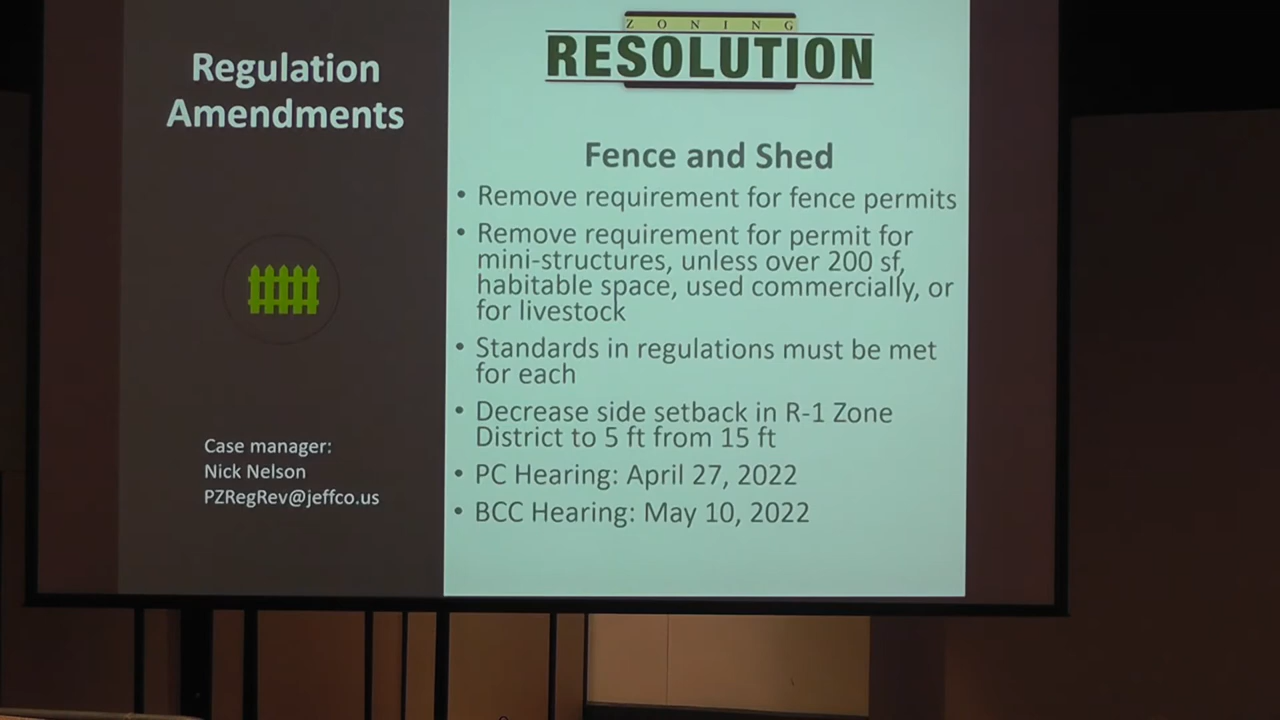 Regulation
Amendments
Case manager:
Nick Nelson
PZRegRev@jeffco.us
ZONING
RESOLUTION
Fence and Shed
• Remove requirement for fence permits
• Remove requirement for permit for
mini-structures, unless over 200 sf,
habitable space, used commercially, or
for livestock
• Standards in regulations must be met
for each
• Decrease side setback in R-1 Zone
District to 5 ft from 15 ft
• PC Hearing: April 27, 2022
• BCC Hearing: May 10, 2022